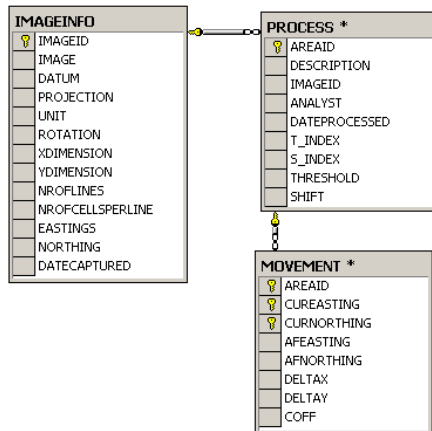 IMAGEINFO
IMAGEID
IMAGE
DATUM
PROJECTION
UNIT
ROTATION
XDIMENSION
YDIMENSION
NROFLINES
NROFCELLSPERLINE
EASTINGS
NORTHING
DATECAPTURED
PROCESS *
AREAID
DESCRIPTION
IMAGEID
ANALYST
DATEPROCESSED
T_INDEX
S_INDEX
THRESHOLD
SHIFT
MOVEMENT *
AREAID
CUREASTING
CURNORTHING
AFEASTING
AFNORTHING
DELTAX
DELTAY
COFF